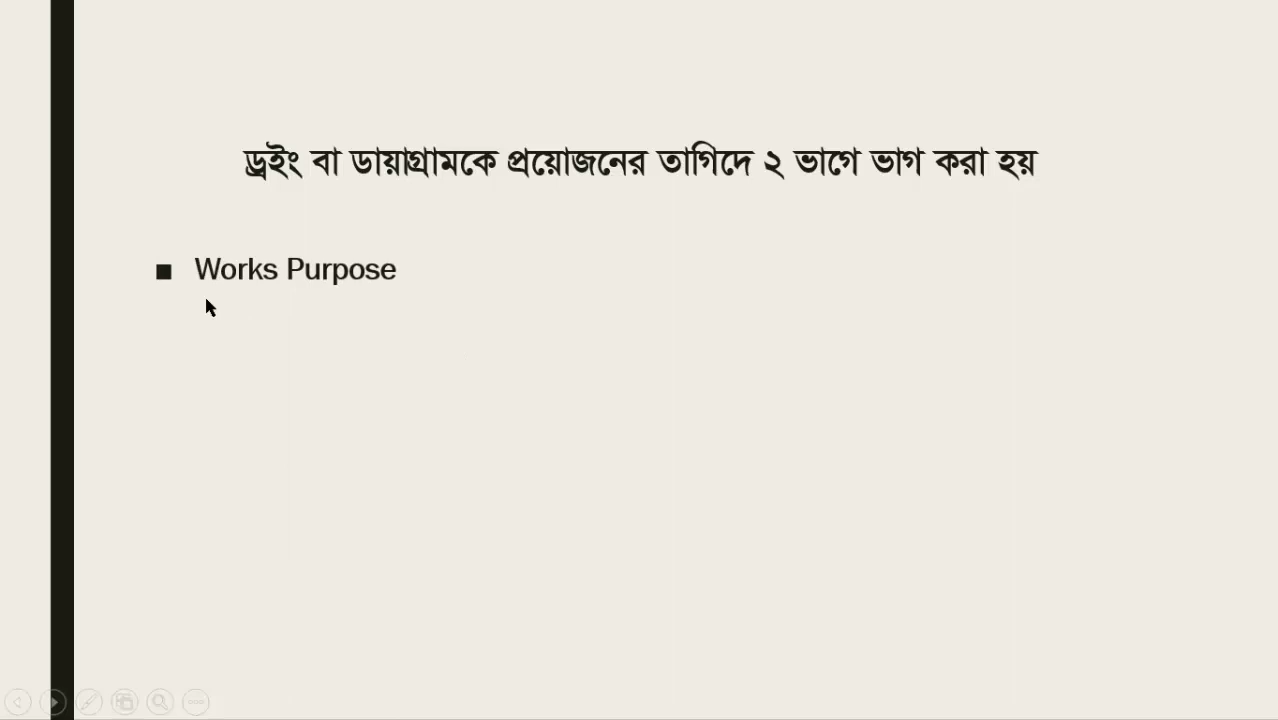 ড্রইং বা ডায়াগ্রামকে প্রয়োজনের তাগিদে ২ ভাগে ভাগ করা হয়
■ Works Purpose